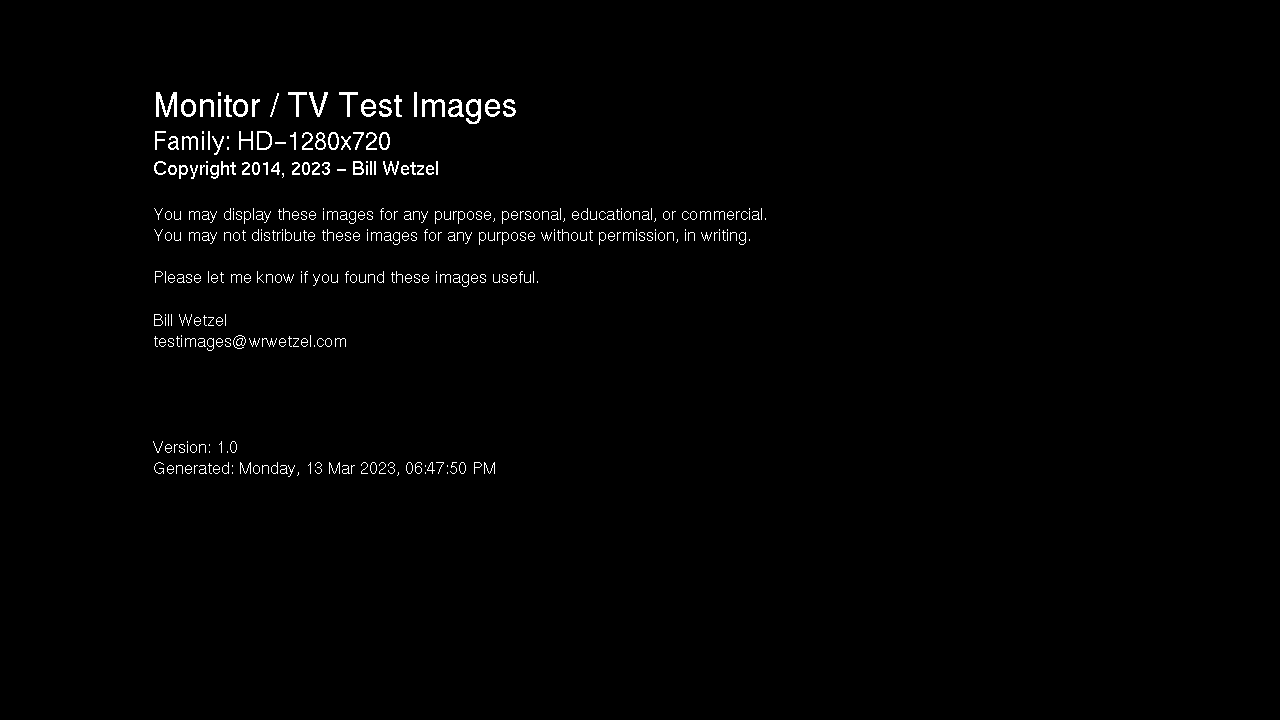 Monitor / TV Test Images
Family: HD-1280x720
Copyright 2014, 2023 - Bill Wetzel
You may display these images for any purpose, personal, educational, or commercial.
You may not distribute these images for any purpose without permission, in writing.
Please let me know if you found these images useful.
Bill Wetzel
testimages@wrwetzel.com
Version: 1.0
Generated: Monday, 13 Mar 2023, 06:47:50 PM